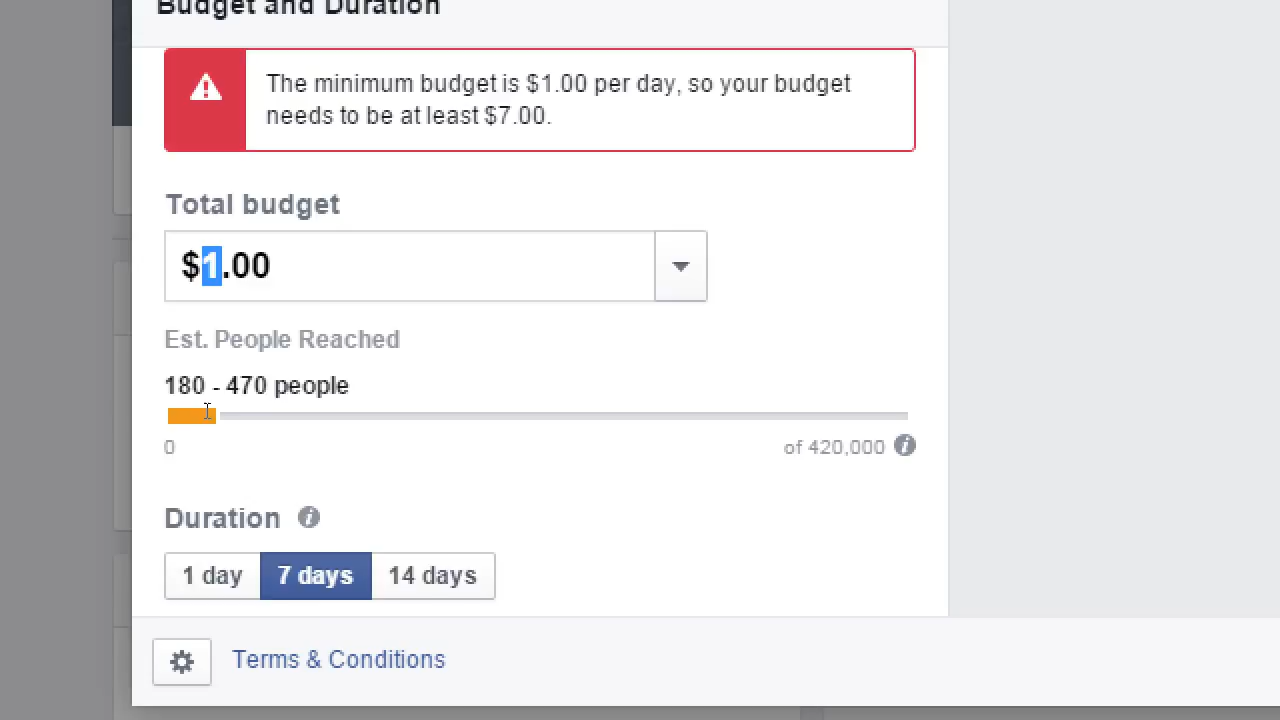 Budget and Duration
The minimum budget is $1.00 per day, so your budget
needs to be at least $7.00.
Total budget
$1.00
Est. People Reached
180 - 470 people
0
of 420,000
Duration
1 day 7 days 14 days
Terms & Conditions